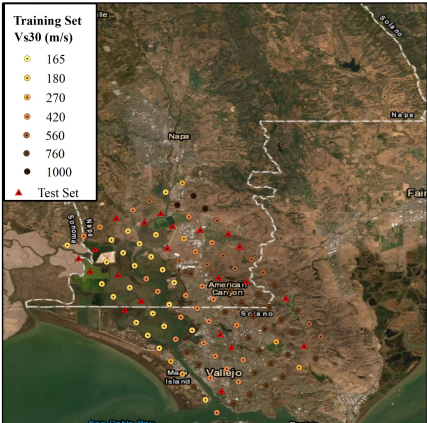 Training Set
Vs30 (m/s)
165
180
270
420
560
760
1000
Test Set
Solano
Napa
Napa
Napa
Sonoma
Fair
American
Canyon
Solano
Mare
Island
Vallejo